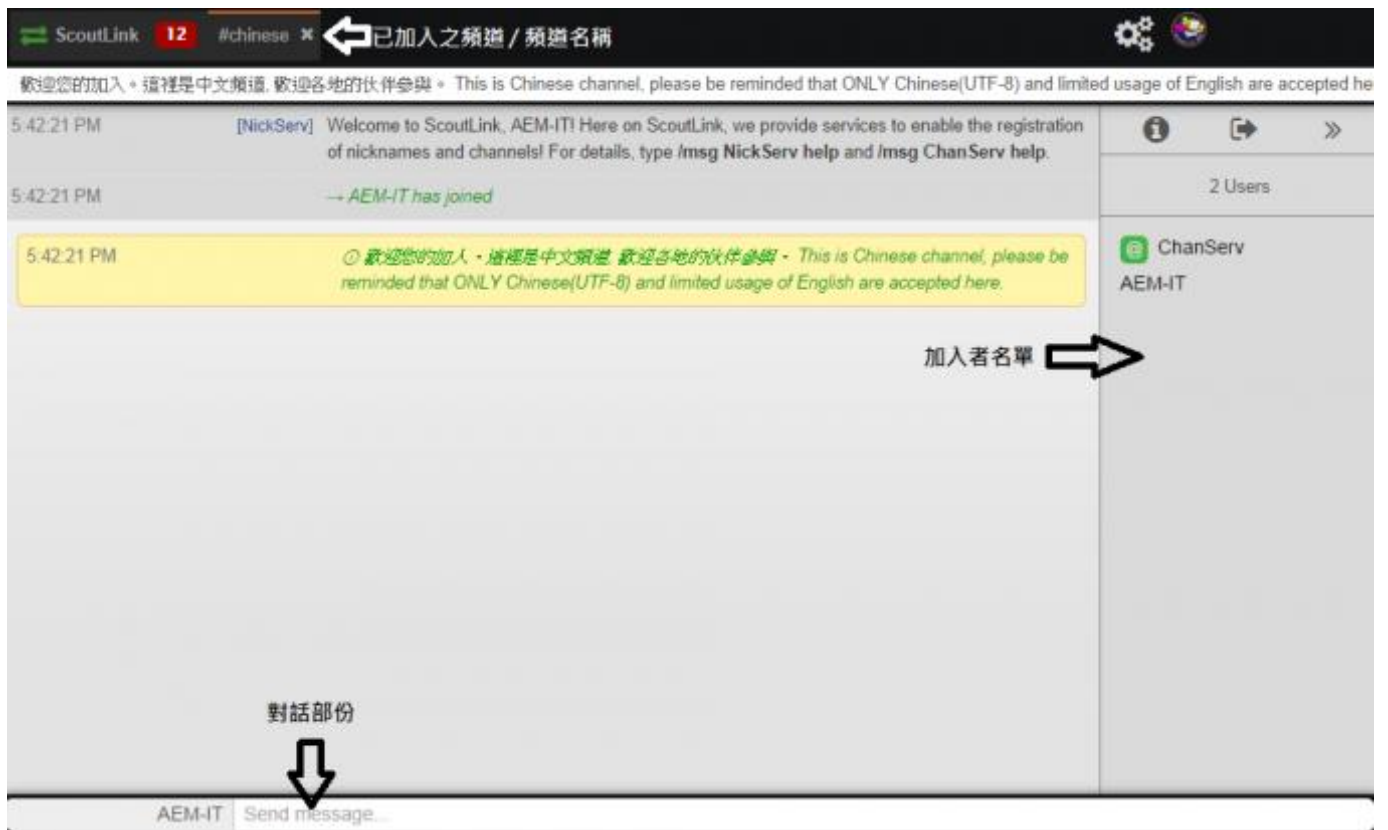 ScoutLink 12 #chinese × 已加入之頻道 / 頻道名稱
歡迎您的加入。這裡是中文頻道, 歡迎各地的伙伴參與。 This is Chinese channel, please be reminded that ONLY Chinese(UTF-8) and limited usage of English are accepted he
5:42:21 PM [NickServ] Welcome to ScoutLink, AEM-IT! Here on ScoutLink, we provide services to enable the registration
of nicknames and channels! For details, type /msg NickServ help and /msg ChanServ help.
5:42:21 PM → AEM-IT has joined
2 Users
5:42:21 PM 歡迎您的加入。這裡是中文頻道, 歡迎各地的伙伴參與。 This is Chinese channel, please be
reminded that ONLY Chinese(UTF-8) and limited usage of English are accepted here.
@ ChanServ
AEM-IT
加入者名單
對話部份
AEM-IT Send message...